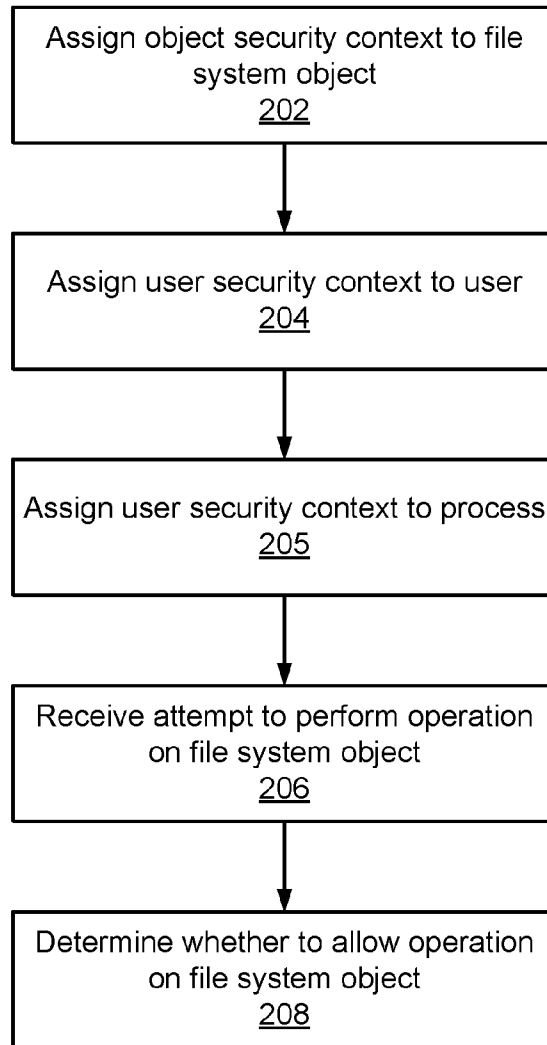 Assign object security context to file
system object
202
Assign user security context to user
204
Assign user security context to process
205
Receive attempt to perform operation
on file system object
206
Determine whether to allow operation
on file system object
208